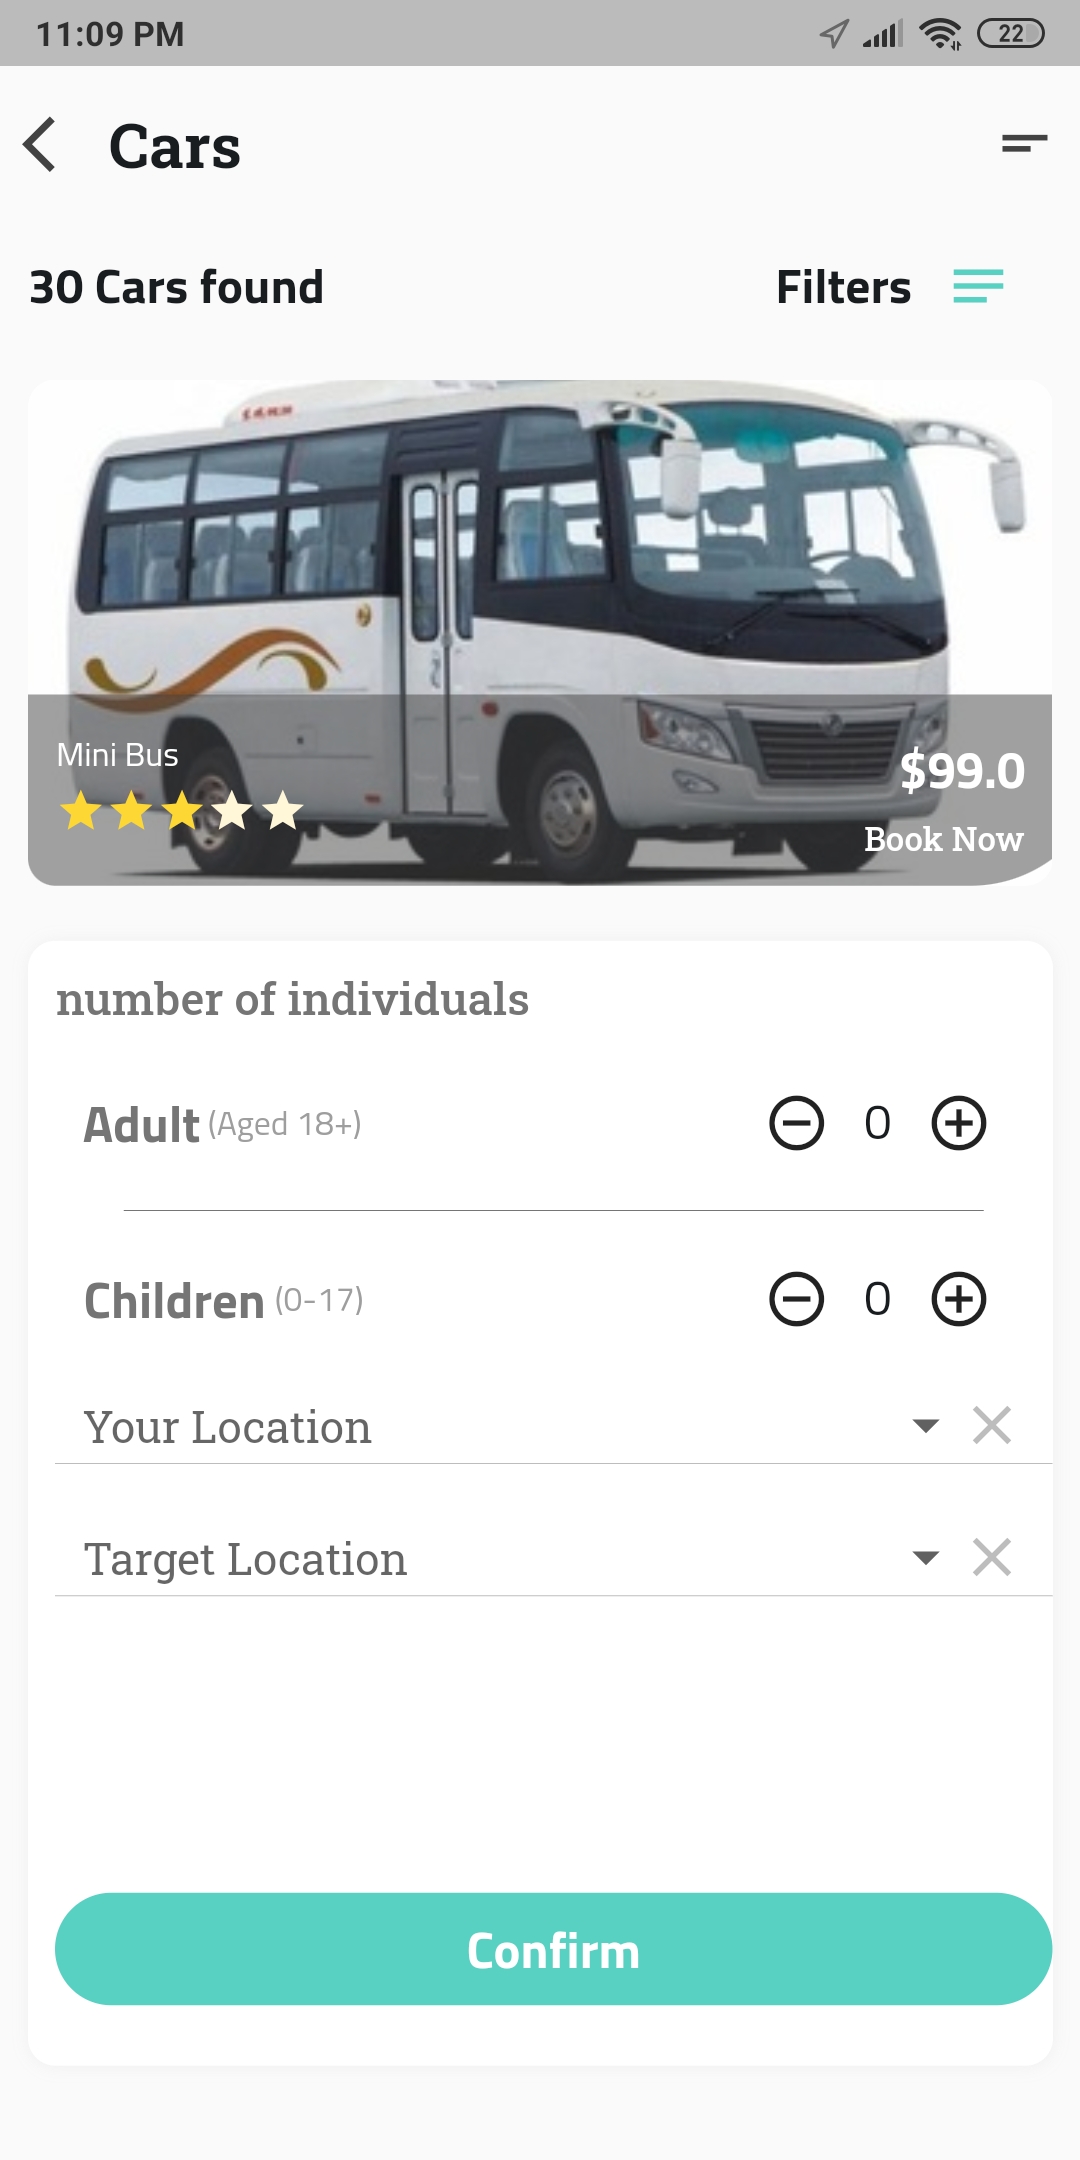 11:09 PM
22
Cars
30 Cars found
Filters
Mini Bus
$99.0
Book Now
number of individuals
Adult (Aged 18+)
0
Children (0-17)
0
Your Location
Target Location
Confirm